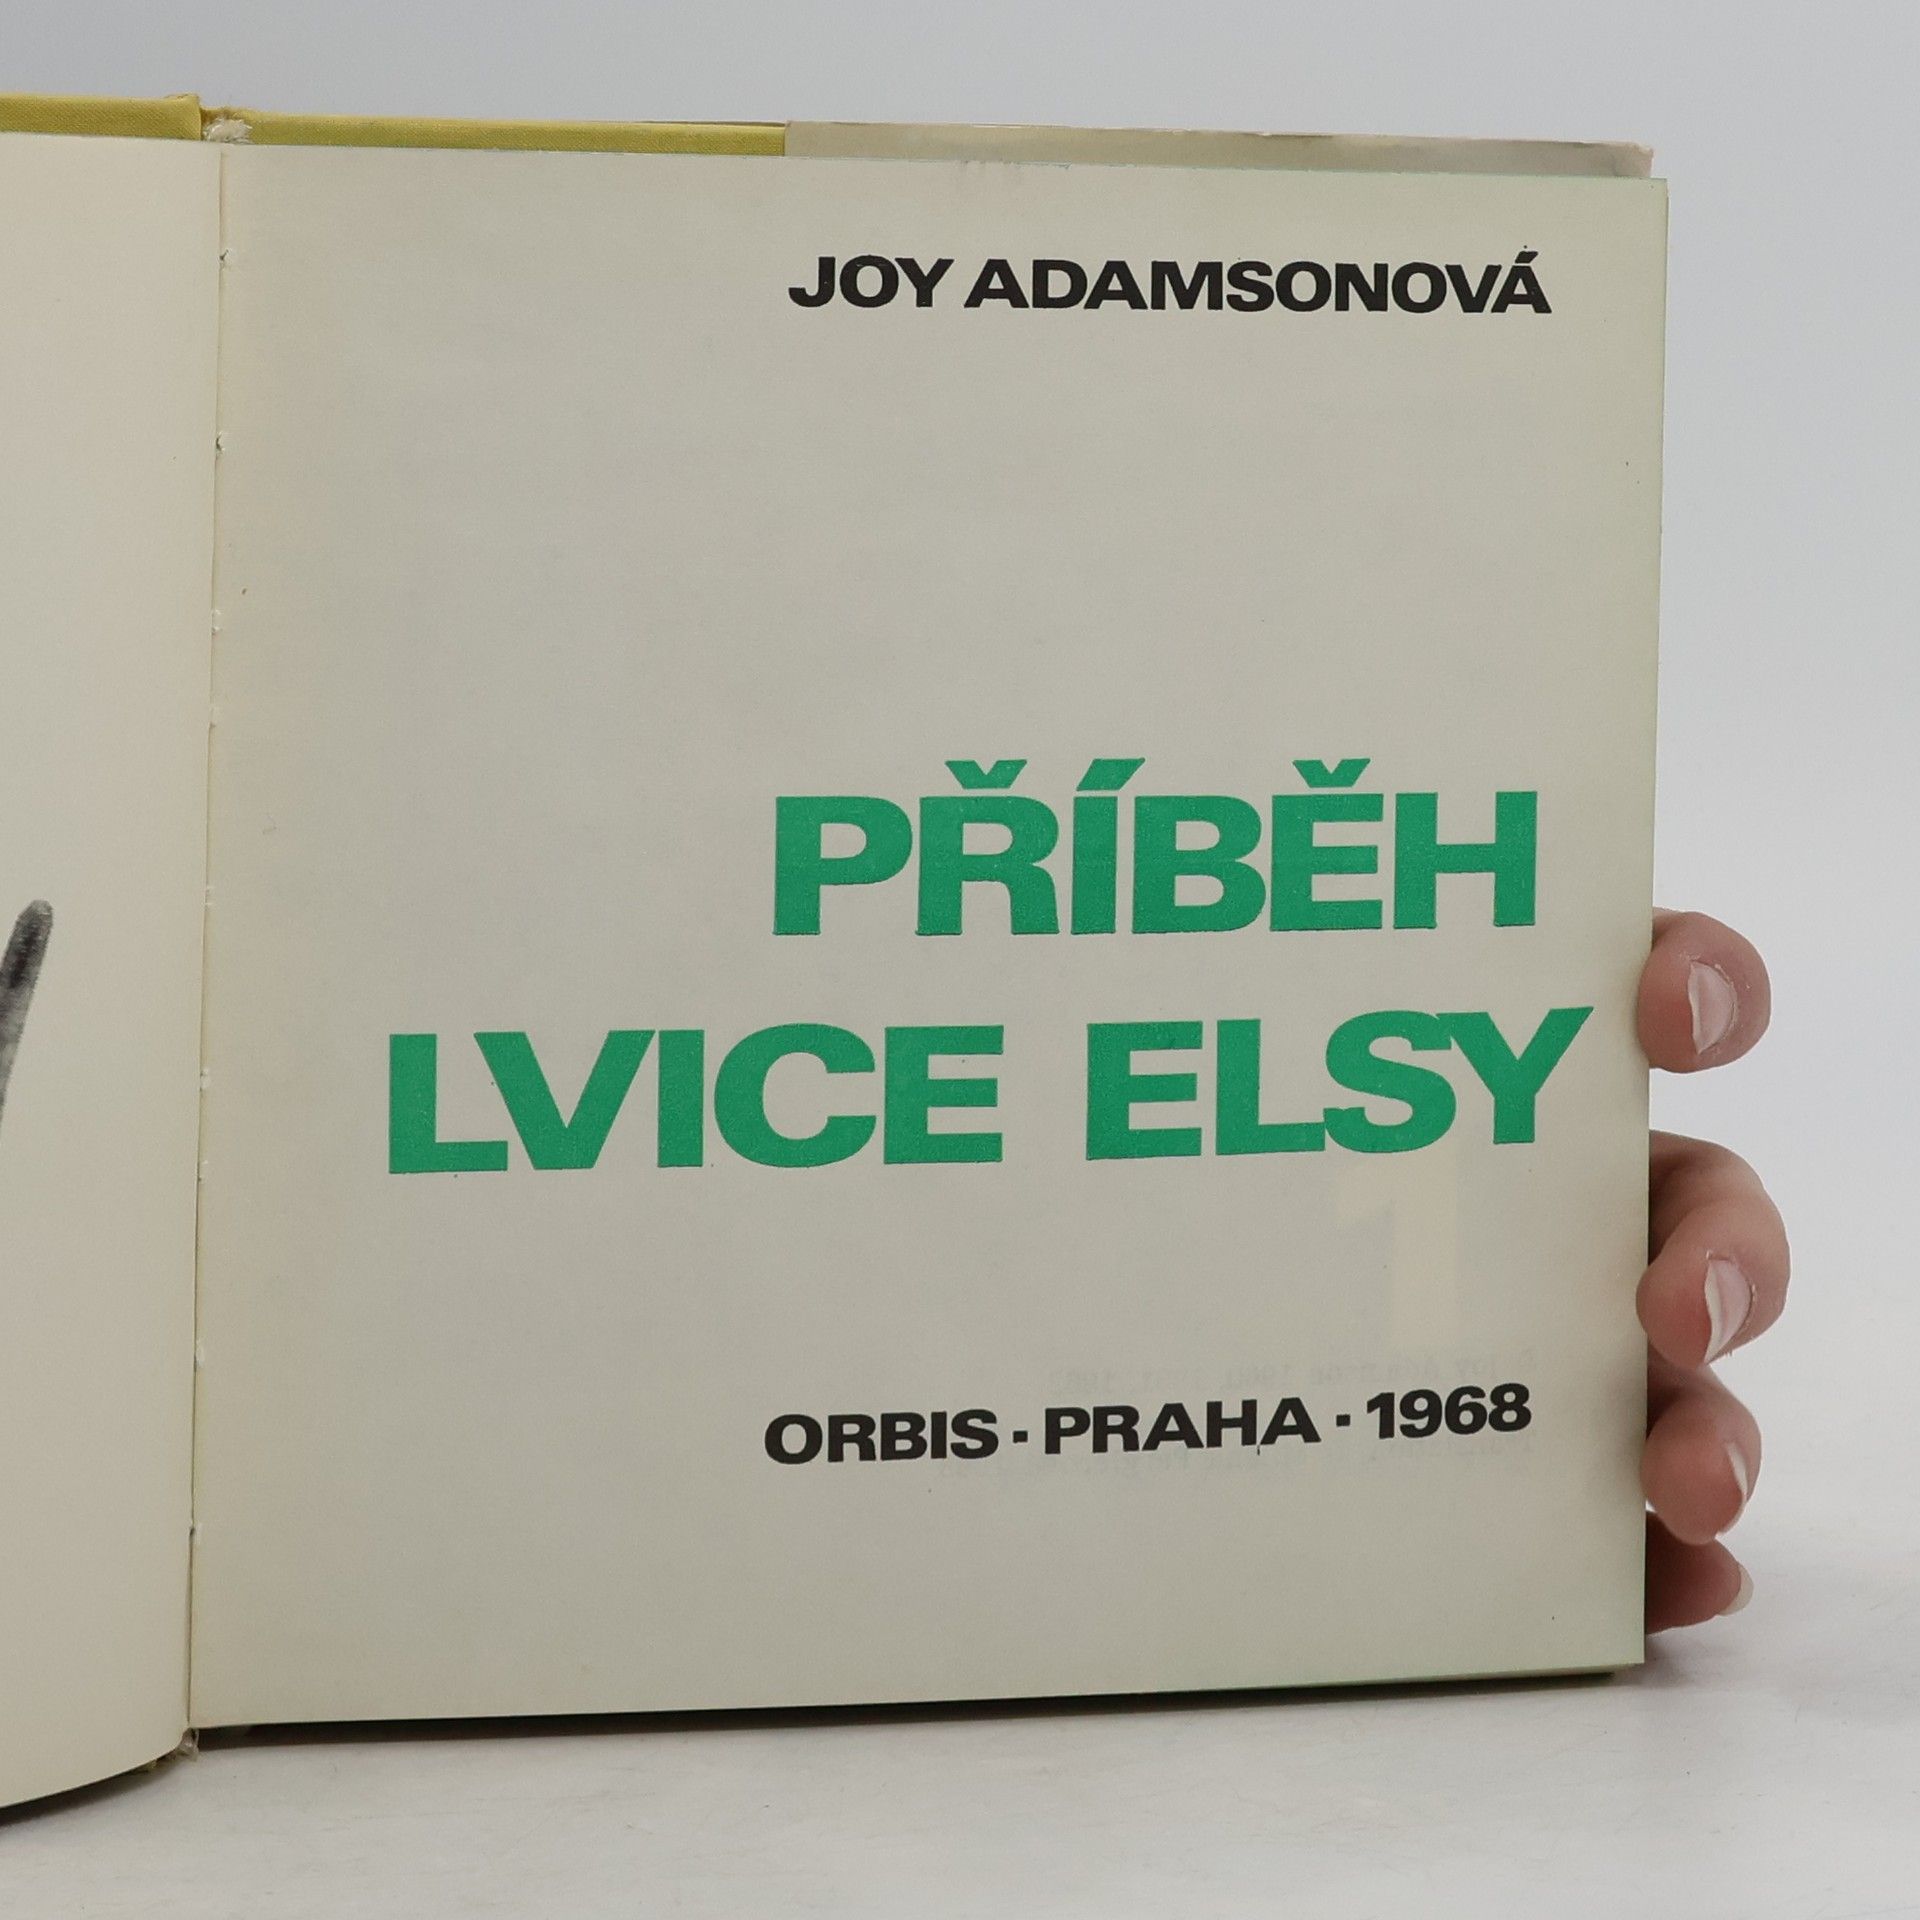 JOY ADAMSONOVÁ
PŘÍBĚH
LVICE ELSY
ORBIS · PRAHA · 1968